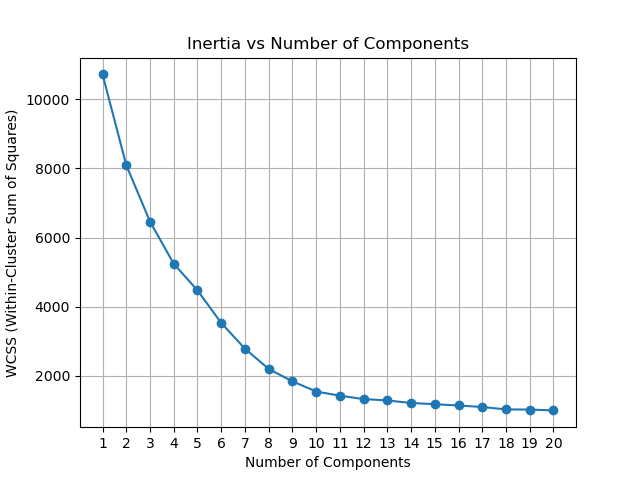 Inertia vs Number of Components
WCSS (Within-Cluster Sum of Squares)
10000
8000
6000
4000
2000
1 2 3 4 5 6 7 8 9 10 11 12 13 14 15 16 17 18 19 20
Number of Components